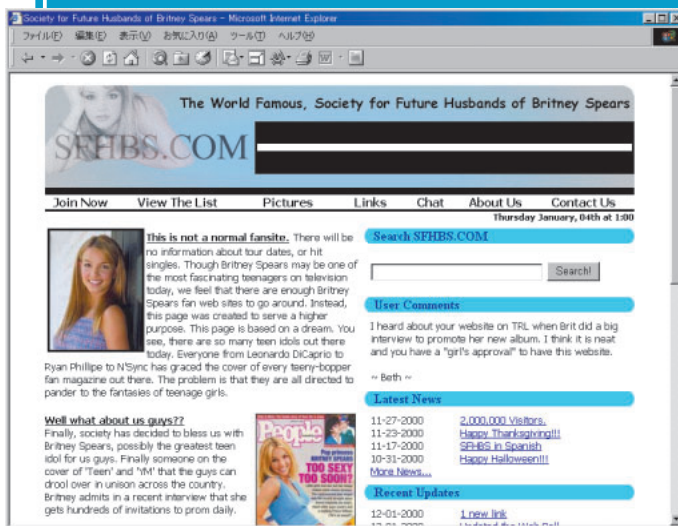 Society for Future Husbands of Britney Spears - Microsoft Internet Explorer
ファイル(F) 編集(E) 表示(V) お気に入り(A) ツール(T) ヘルプ(H)
The World Famous, Society for Future Husbands of Britney Spears
SFHBS.COM
Join Now View The List Pictures Links Chat About Us Contact Us
Thursday January, 04th at 1:00
This is not a normal fansite. There will be
no information about tour dates, or hit
singles. Though Britney Spears may be one of
the most fascinating teenagers on television
today, we feel that there are enough Britney
Spears fan web sites to go around. Instead,
this page was created to serve a higher
purpose. This page is based on a dream. You
see, there are so many teen idols out there
today. Everyone from Leonardo DiCaprio to
Ryan Phillipe to N'Sync has graced the cover of every teeny-bopper
fan magazine out there. The problem is that they are all directed to
pander to the fantasies of teenage girls.
Well what about us guys??
Finally, society has decided to bless us with
Britney Spears, possibly the greatest teen
idol for us guys. Finally someone on the
cover of 'Teen' and 'YM' that the guys can
drool over in unison across the country.
Britney admits in a recent interview that she
gets hundreds of invitations to prom daily.
People
Pop princess
BRITNEY SPEARS
TOO SEXY
TOO SOON?
Search SFHBS.COM
Search!
User Comments
I heard about your website on TRL when Brit did a big
interview to promote her new album. I think it is neat
and you have a "girl's approval" to have this website.
~ Beth ~
Latest News
11-27-2000 2,000,000 Visitors.
11-23-2000 Happy Thanksgiving!!!
11-17-2000 SFHBS in Spanish
10-31-2000 Happy Halloween!!!
More News...
Recent Updates
12-01-2000 1 new link
12-01-2000 Updated the Web Poll